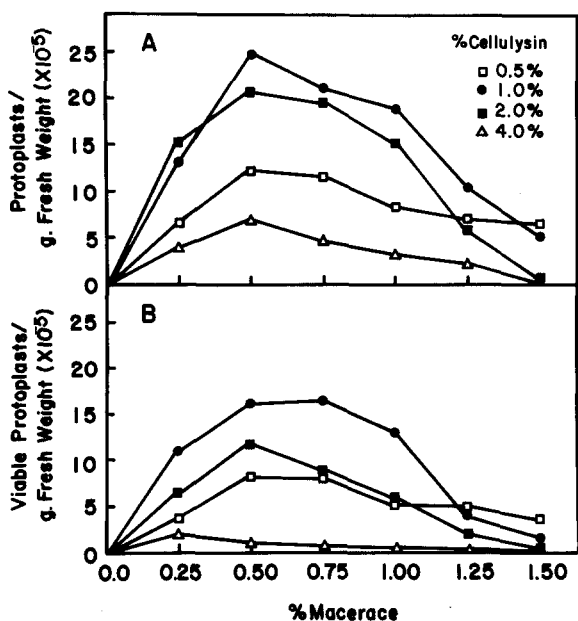 A
%Cellulysin
0.5%
1.0%
2.0%
4.0%
Protoplasts/
g. Fresh Weight (X10⁻⁵)
25
20
15
10
5
0
B
Viable Protoplasts/
g. Fresh Weight (X10⁻⁵)
25
20
15
10
5
0
0.0 0.25 0.50 0.75 1.00 1.25 1.50
%Macerace